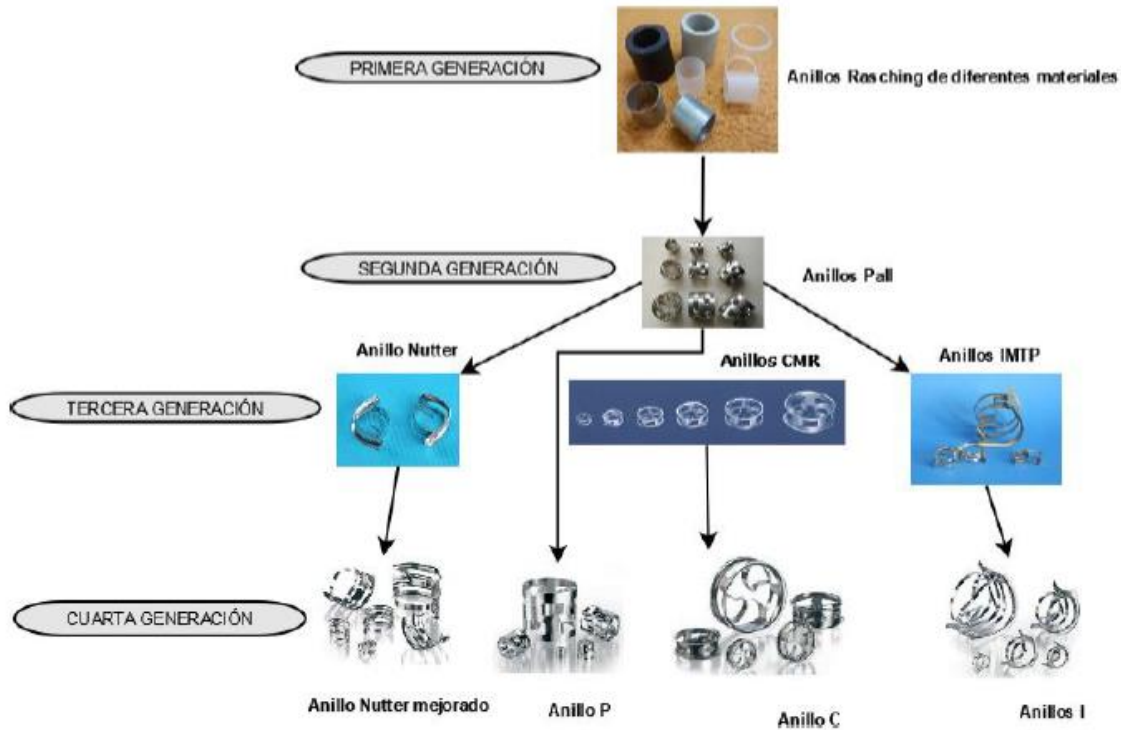 PRIMERA GENERACIÓN
Anillos Rasching de diferentes materiales
SEGUNDA GENERACIÓN
Anillos Pall
Anillo Nutter
Anillos CMR
Anillos IMTP
TERCERA GENERACIÓN
CUARTA GENERACIÓN
Anillo Nutter mejorado
Anillo P
Anillo C
Anillos I